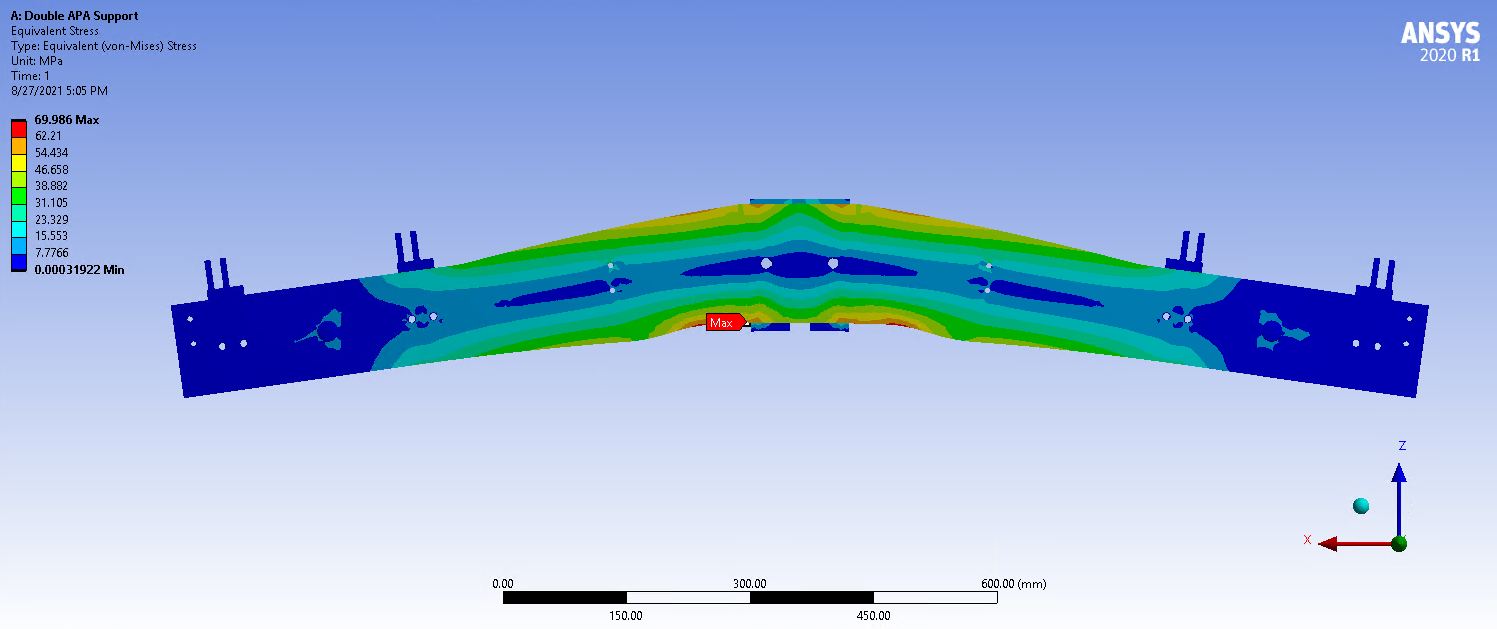 A: Double APA Support
Equivalent Stress
Type: Equivalent (von-Mises) Stress
Unit: MPa
Time: 1
8/27/2021 5:05 PM
ANSYS
2020 R1
69.986 Max
62.21
54.434
46.658
38.882
31.105
23.329
15.553
7.7766
0.00031922 Min
Max
Z
X
0.00
300.00
600.00 (mm)
150.00
450.00